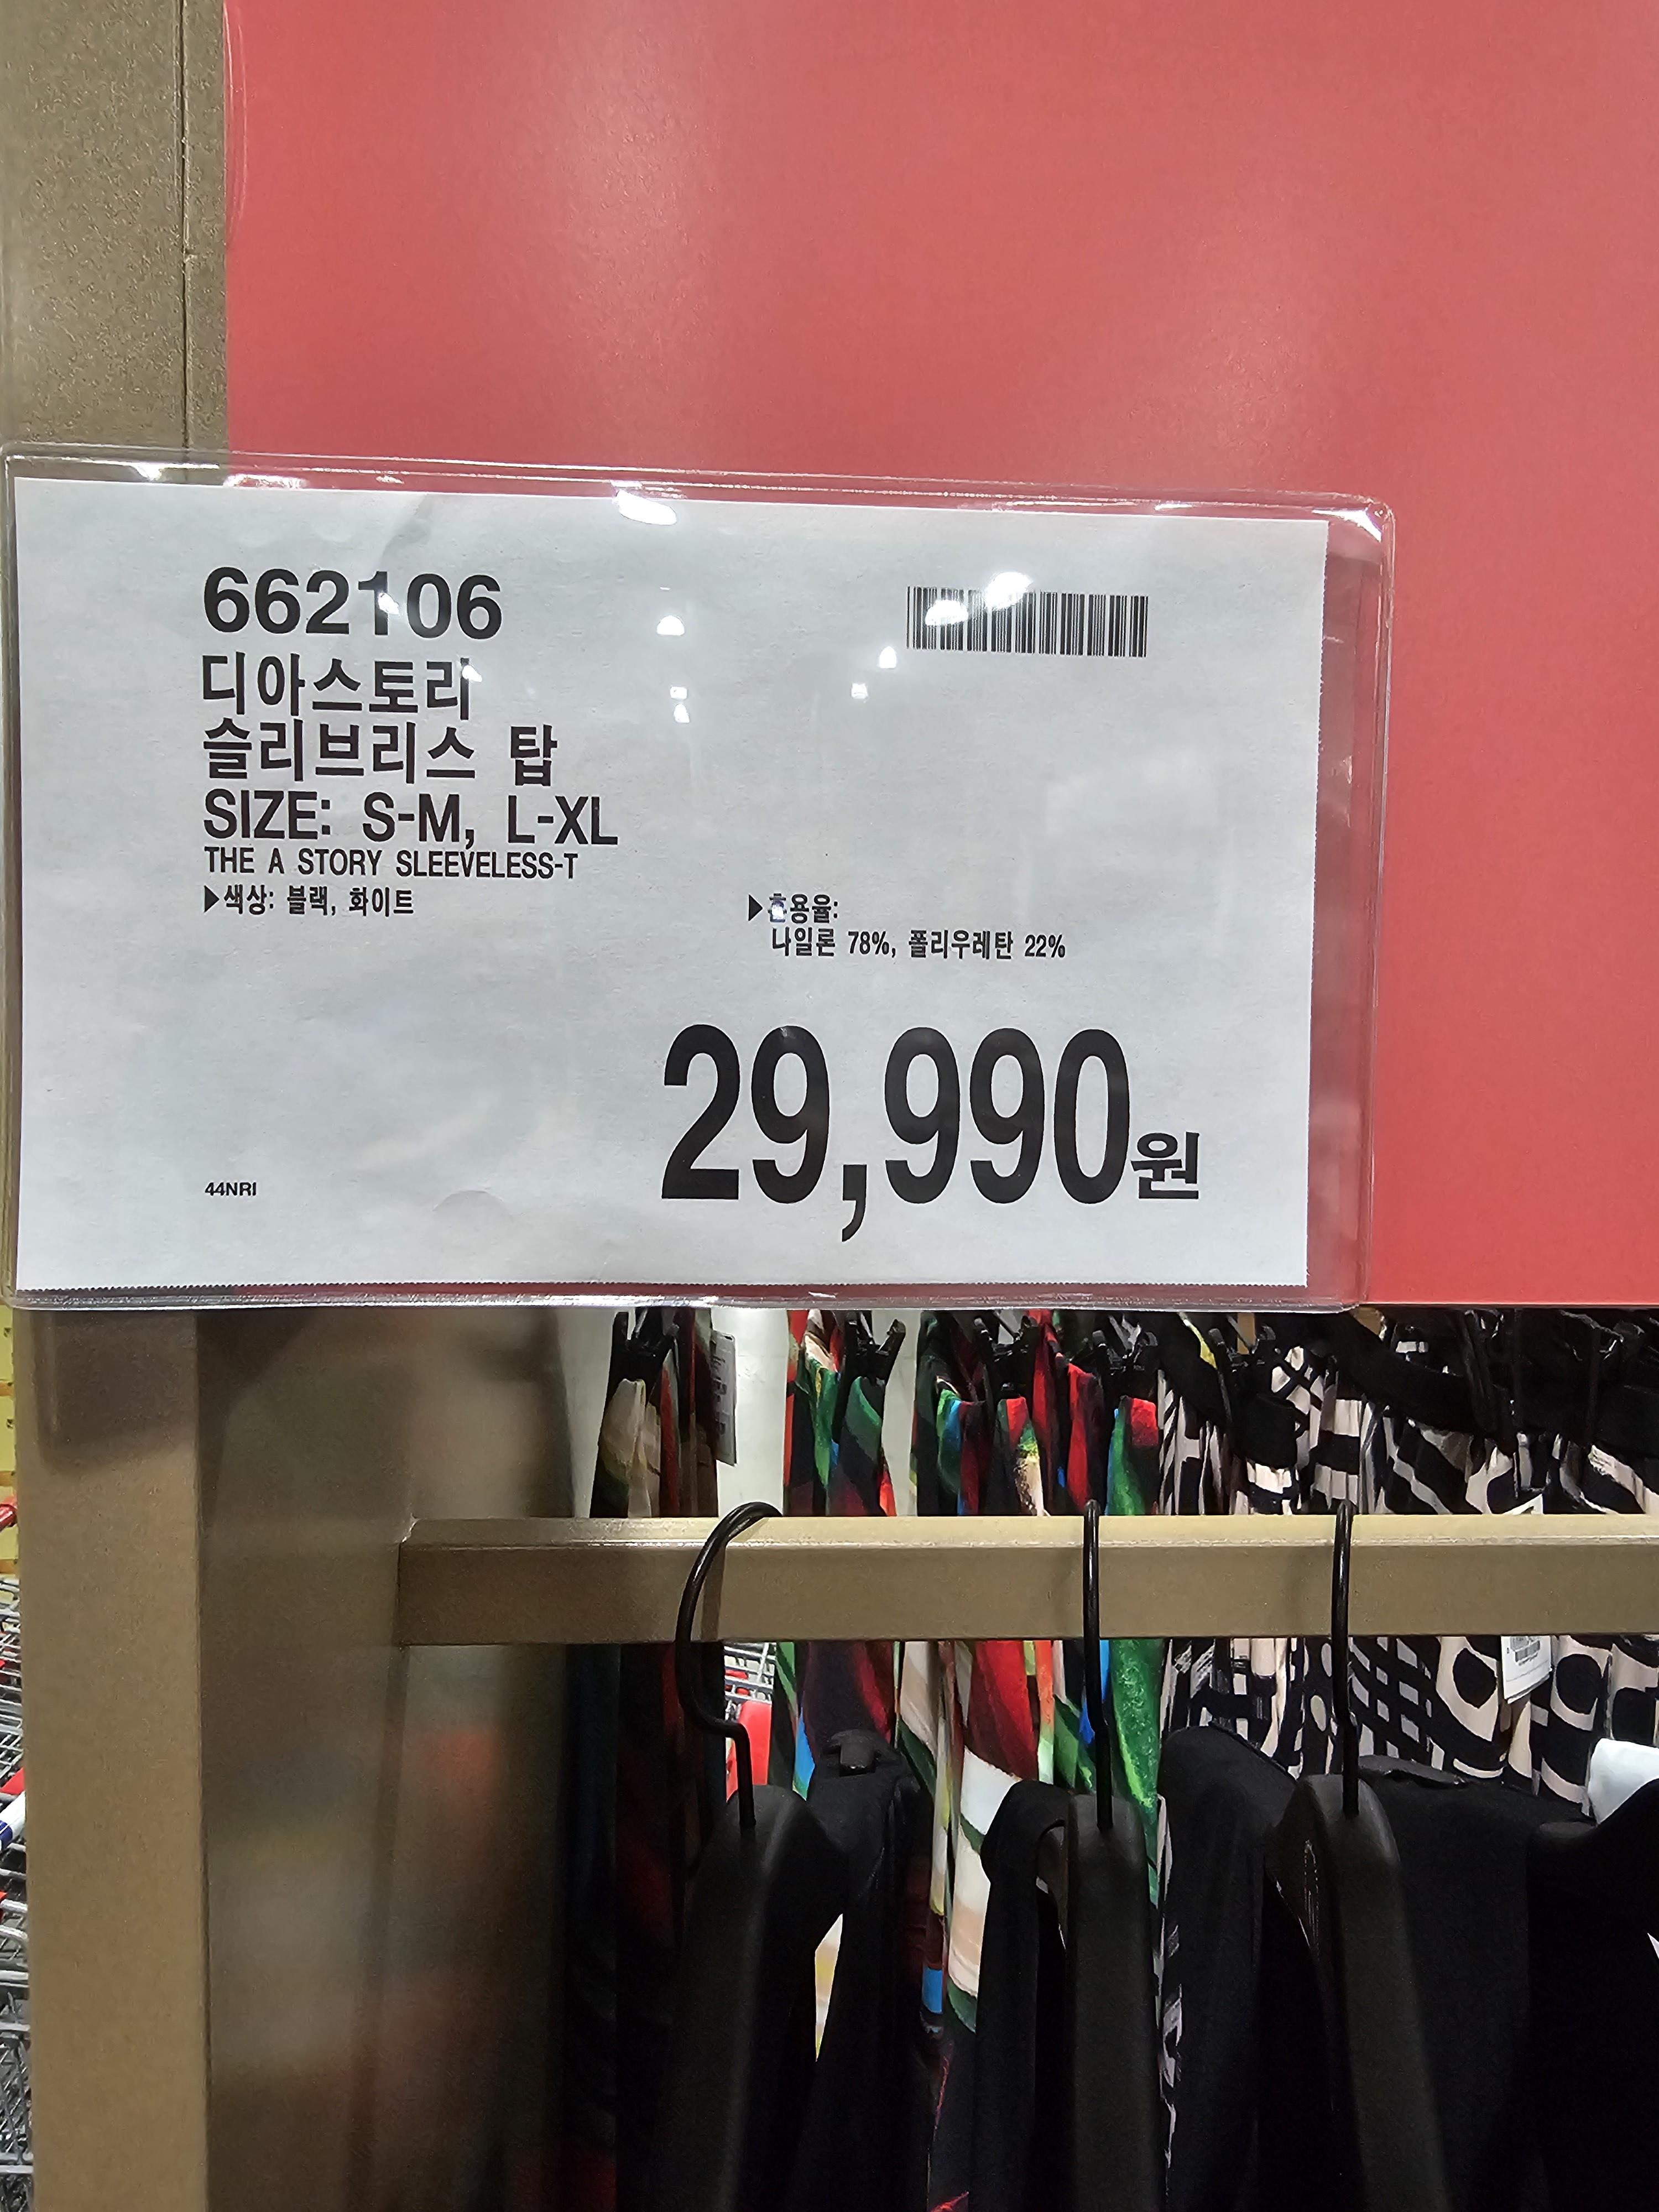 662106
디아스토리
슬리브리스 탑
SIZE: S-M, L-XL
THE A STORY SLEEVELESS-T
▶색상: 블랙, 화이트
▶혼용율:
나일론 78%, 폴리우레탄 22%
29,990원
44NRI